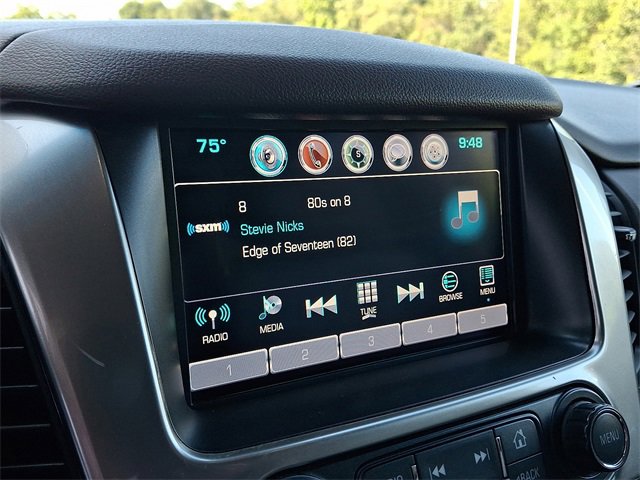 75° 9:48
8 80s on 8
((sxm))
Stevie Nicks
Edge of Seventeen (82)
RADIO MEDIA TUNE BROWSE MENU
1 2 3 4 5
MENU
BACK